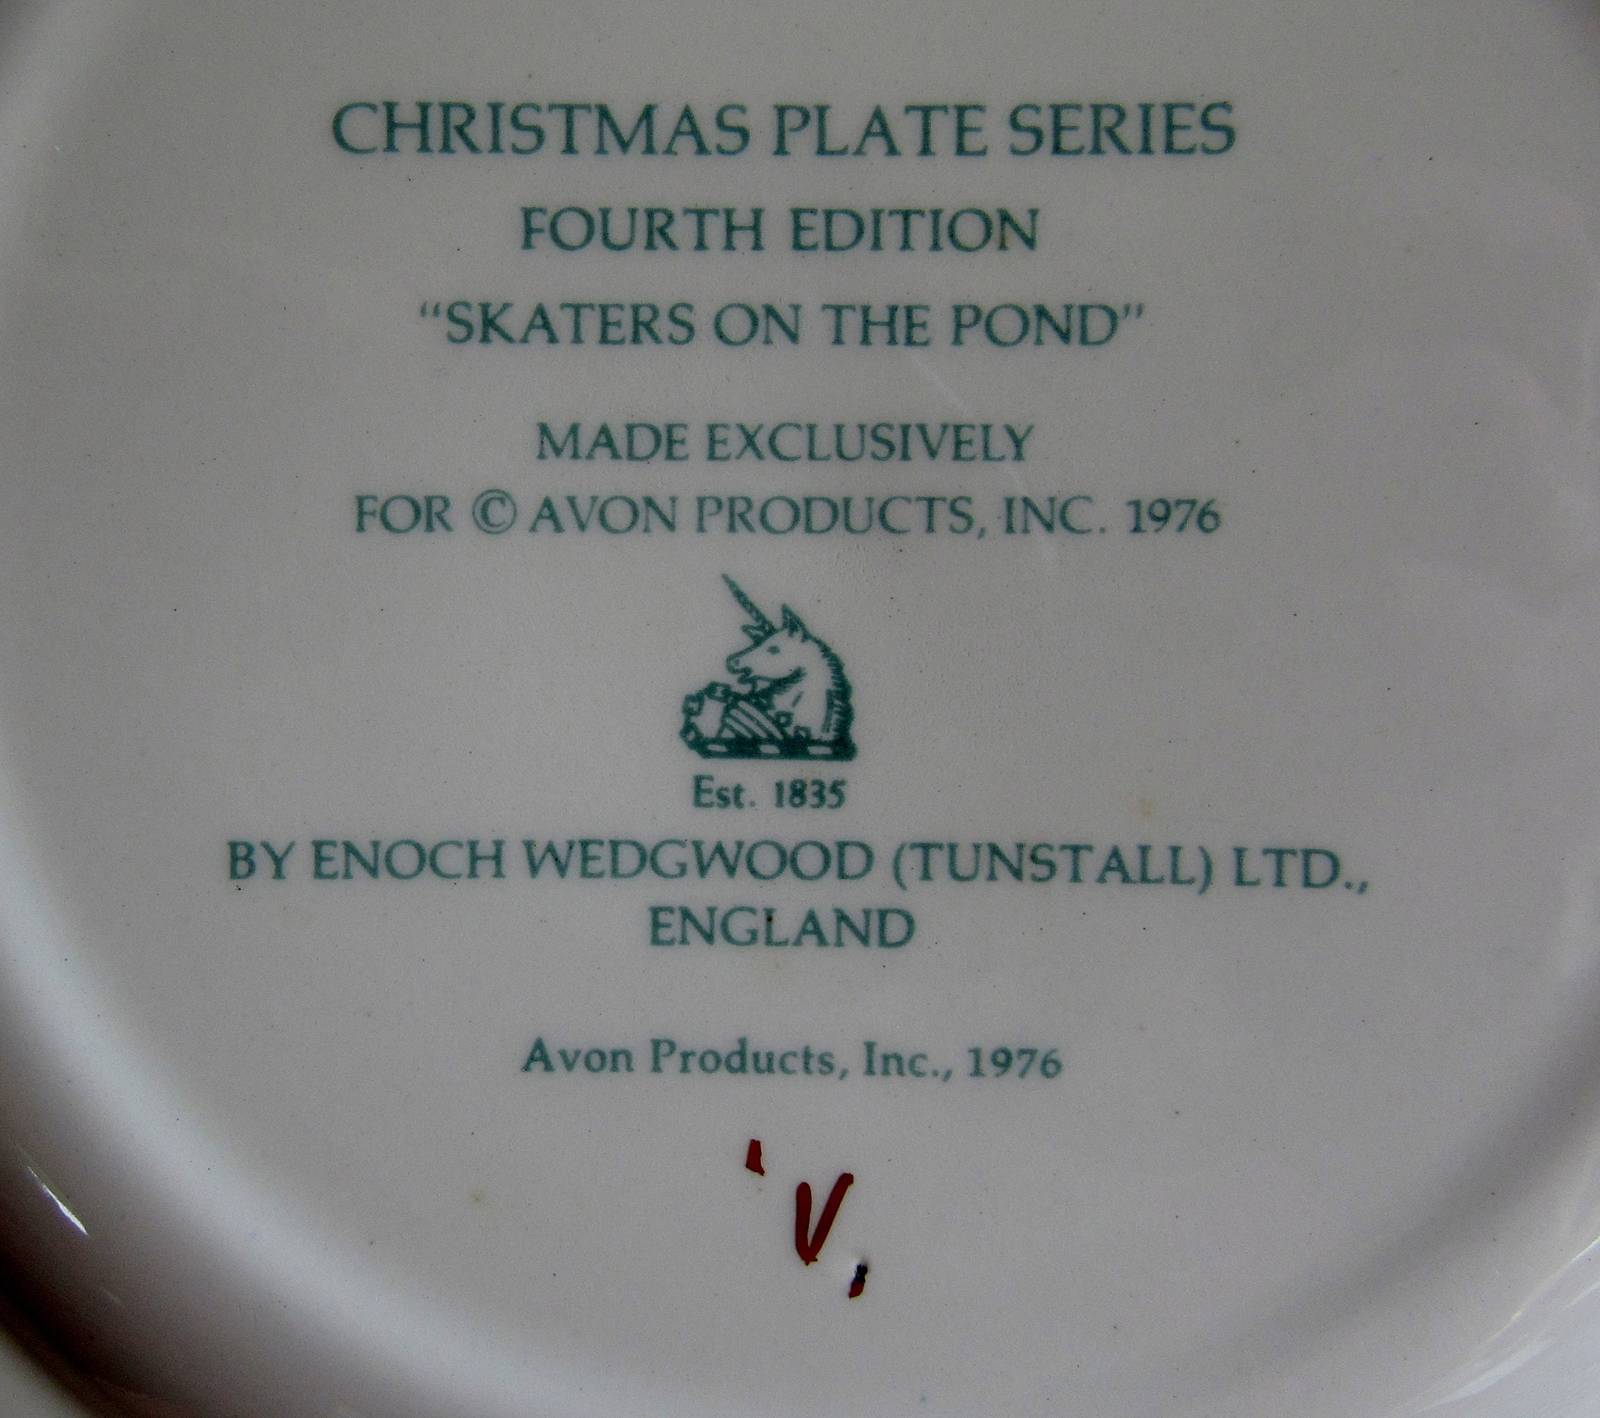 CHRISTMAS PLATE SERIES
FOURTH EDITION
"SKATERS ON THE POND"
MADE EXCLUSIVELY
FOR © AVON PRODUCTS, INC. 1976
Est. 1835
BY ENOCH WEDGWOOD (TUNSTALL) LTD.,
ENGLAND
Avon Products, Inc., 1976
'V,